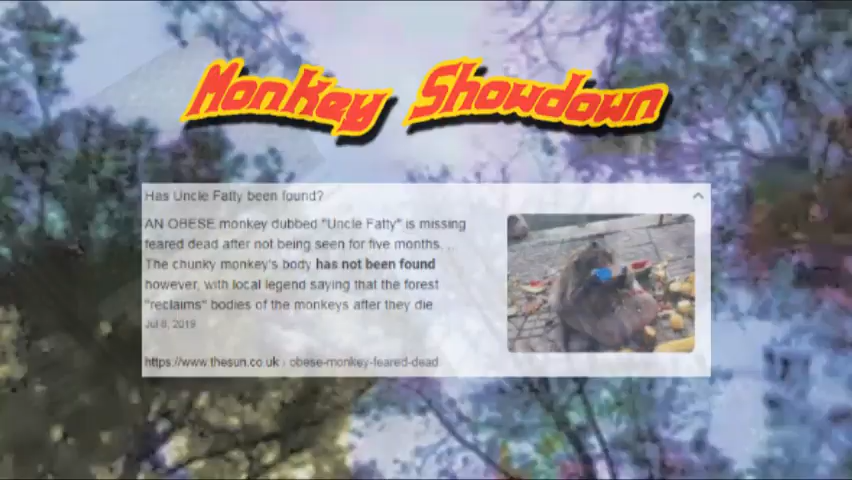 Monkey Showdown
Has Uncle Fatty been found?
AN OBESE monkey dubbed "Uncle Fatty" is missing
feared dead after not being seen for five months. ..
The chunky monkey's body has not been found
however, with local legend saying that the forest
"reclaims" bodies of the monkeys after they die.
Jul 8, 2019
https://www.thesun.co.uk › obese-monkey-feared-dead